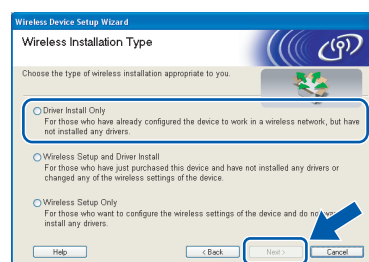 Wireless Device Setup Wizard
Wireless Installation Type
Choose the type of wireless installation appropriate to you.
Driver Install Only
For those who have already configured the device to work in a wireless network, but have
not installed any drivers.
Wireless Setup and Driver Install
For those who have just purchased this device and have not installed any drivers or
changed any of the wireless settings of the device.
Wireless Setup Only
For those who want to configure the wireless settings of the device and do
install any drivers.
Help
< Back
Next >
Cancel